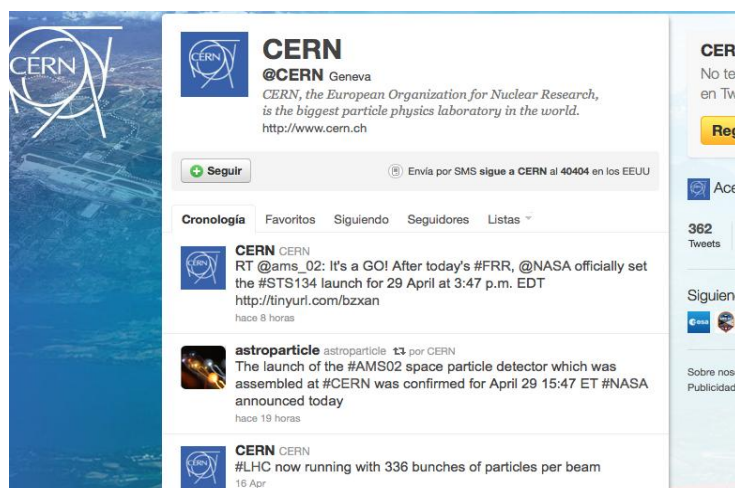 CERN
CERN
CERN
@CERN Geneva
CERN, the European Organization for Nuclear Research,
is the biggest particle physics laboratory in the world.
http://www.cern.ch
Seguir
Envía por SMS sigue a CERN al 40404 en los EEUU
Cronología Favoritos Siguiendo Seguidores Listas
CERN
CERN CERN
RT @ams_02: It's a GO! After today's #FRR, @NASA officially set
the #STS134 launch for 29 April at 3:47 p.m. EDT
http://tinyurl.com/bzxan
hace 8 horas
astroparticle astroparticle por CERN
The launch of the #AMS02 space particle detector which was
assembled at #CERN was confirmed for April 29 15:47 ET #NASA
announced today
hace 19 horas
CERN
CERN CERN
#LHC now running with 336 bunches of particles per beam
16 Apr
CER
No te
en Tw
Reg
Ace
362
Tweets
Siguien
esa
Sobre nos
Publicidad